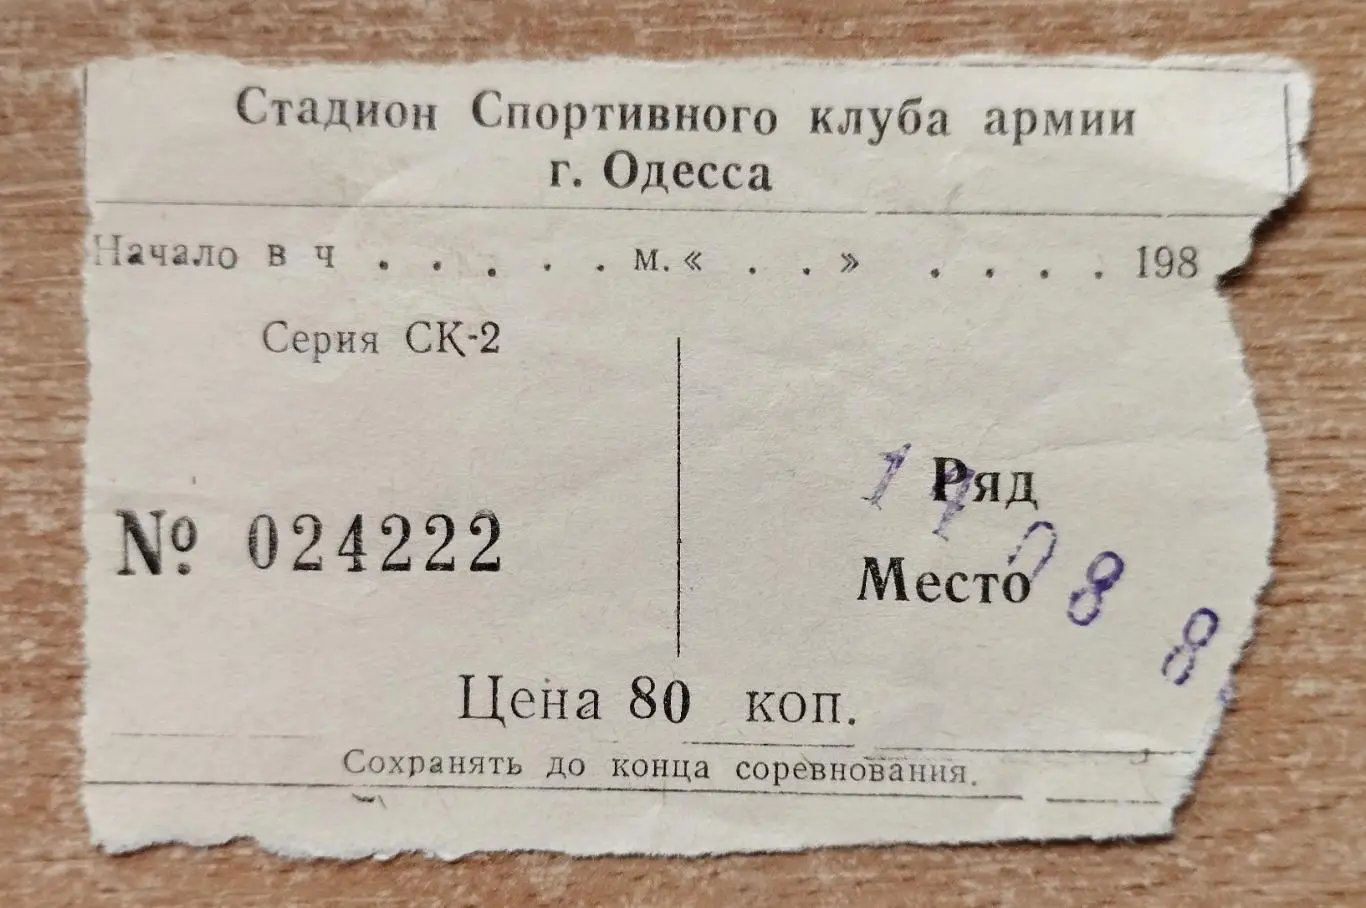 Стадион Спортивного клуба армии
г. Одесса
Начало в ч . . . . . м. « . . » . . . . 198
Серия СК-2
№ 024222
Ряд
Место
11088
Цена 80 коп.
Сохранять до конца соревнования.